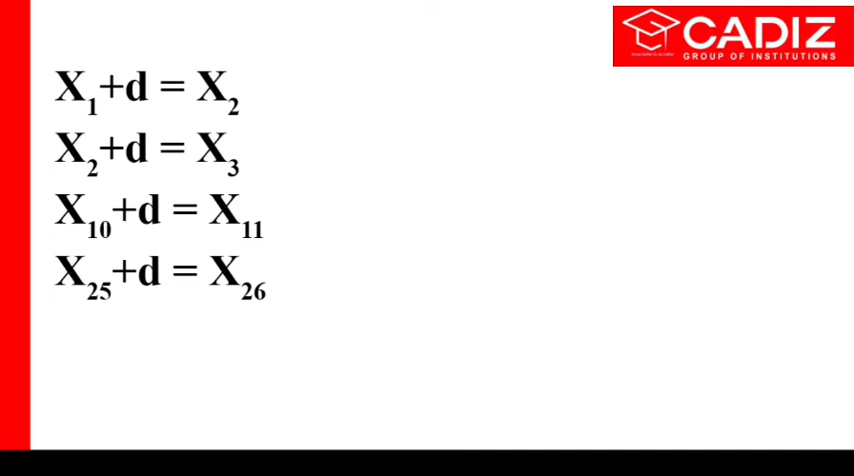 CADIZ
GROUP OF INSTITUTIONS
X₁+d = X₂
X₂+d = X₃
X₁₀+d = X₁₁
X₂₅+d = X₂₆